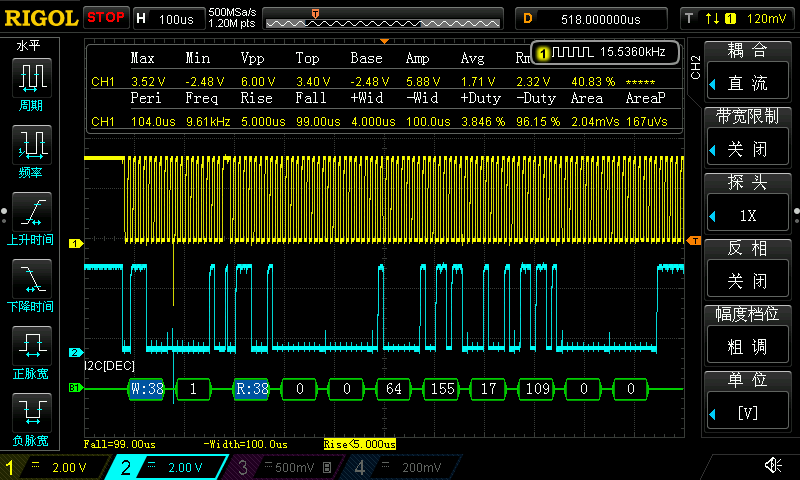 RIGOL STOP H 100us 500MSa/s 1.20M pts D 518.000000us T 1 120mV
水平
周期
频率
上升时间
下降时间
正脉宽
负脉宽
1 15.5360kHz
Max Min Vpp Top Base Amp Avg
CH1 3.52 V -2.48 V 6.00 V 3.40 V -2.48 V 5.88 V 1.71 V 2.32 V 40.83 % *****
Peri Freq Rise Fall +Wid -Wid +Duty -Duty Area AreaP
CH1 104.0us 9.61kHz 5.000us 99.00us 4.000us 100.0us 3.846 % 96.15 % 2.04mVs 167uVs
1
T
2
I2C[DEC]
B1 W:38 1 R:38 0 0 64 155 17 109 0 0
Fall=99.00us -Width=100.0us Rise<5.000us
CH2
耦合
直流
带宽限制
关闭
探头
1X
反相
关闭
幅度档位
粗调
单位
[V]
1 2.00 V 2 2.00 V 3 500mV B 4 200mV